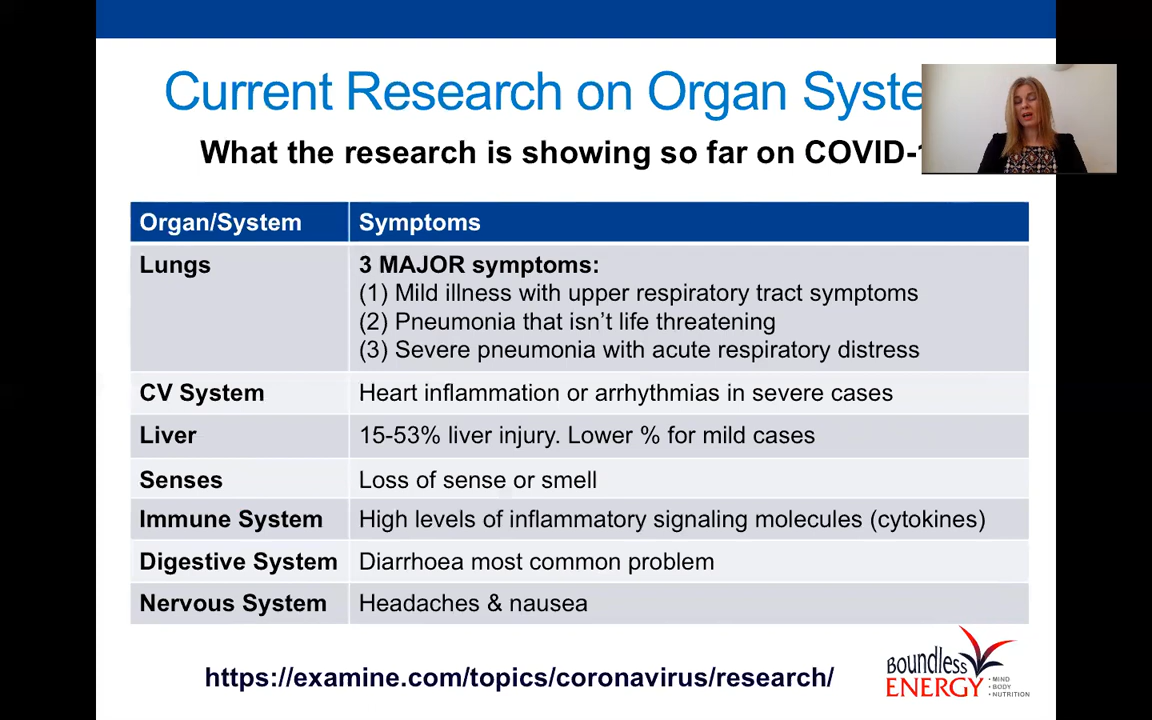 Current Research on Organ Syste
What the research is showing so far on COVID-1
Organ/System Symptoms
Lungs 3 MAJOR symptoms:
(1) Mild illness with upper respiratory tract symptoms
(2) Pneumonia that isn’t life threatening
(3) Severe pneumonia with acute respiratory distress
CV System Heart inflammation or arrhythmias in severe cases
Liver 15-53% liver injury. Lower % for mild cases
Senses Loss of sense or smell
Immune System High levels of inflammatory signaling molecules (cytokines)
Digestive System Diarrhoea most common problem
Nervous System Headaches & nausea
https://examine.com/topics/coronavirus/research/
Boundless
ENERGY
• MIND
• BODY
• NUTRITION